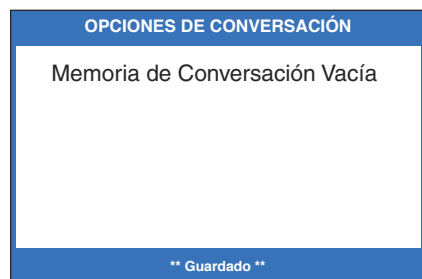 OPCIONES DE CONVERSACIÓN
Memoria de Conversación Vacía
** Guardado **